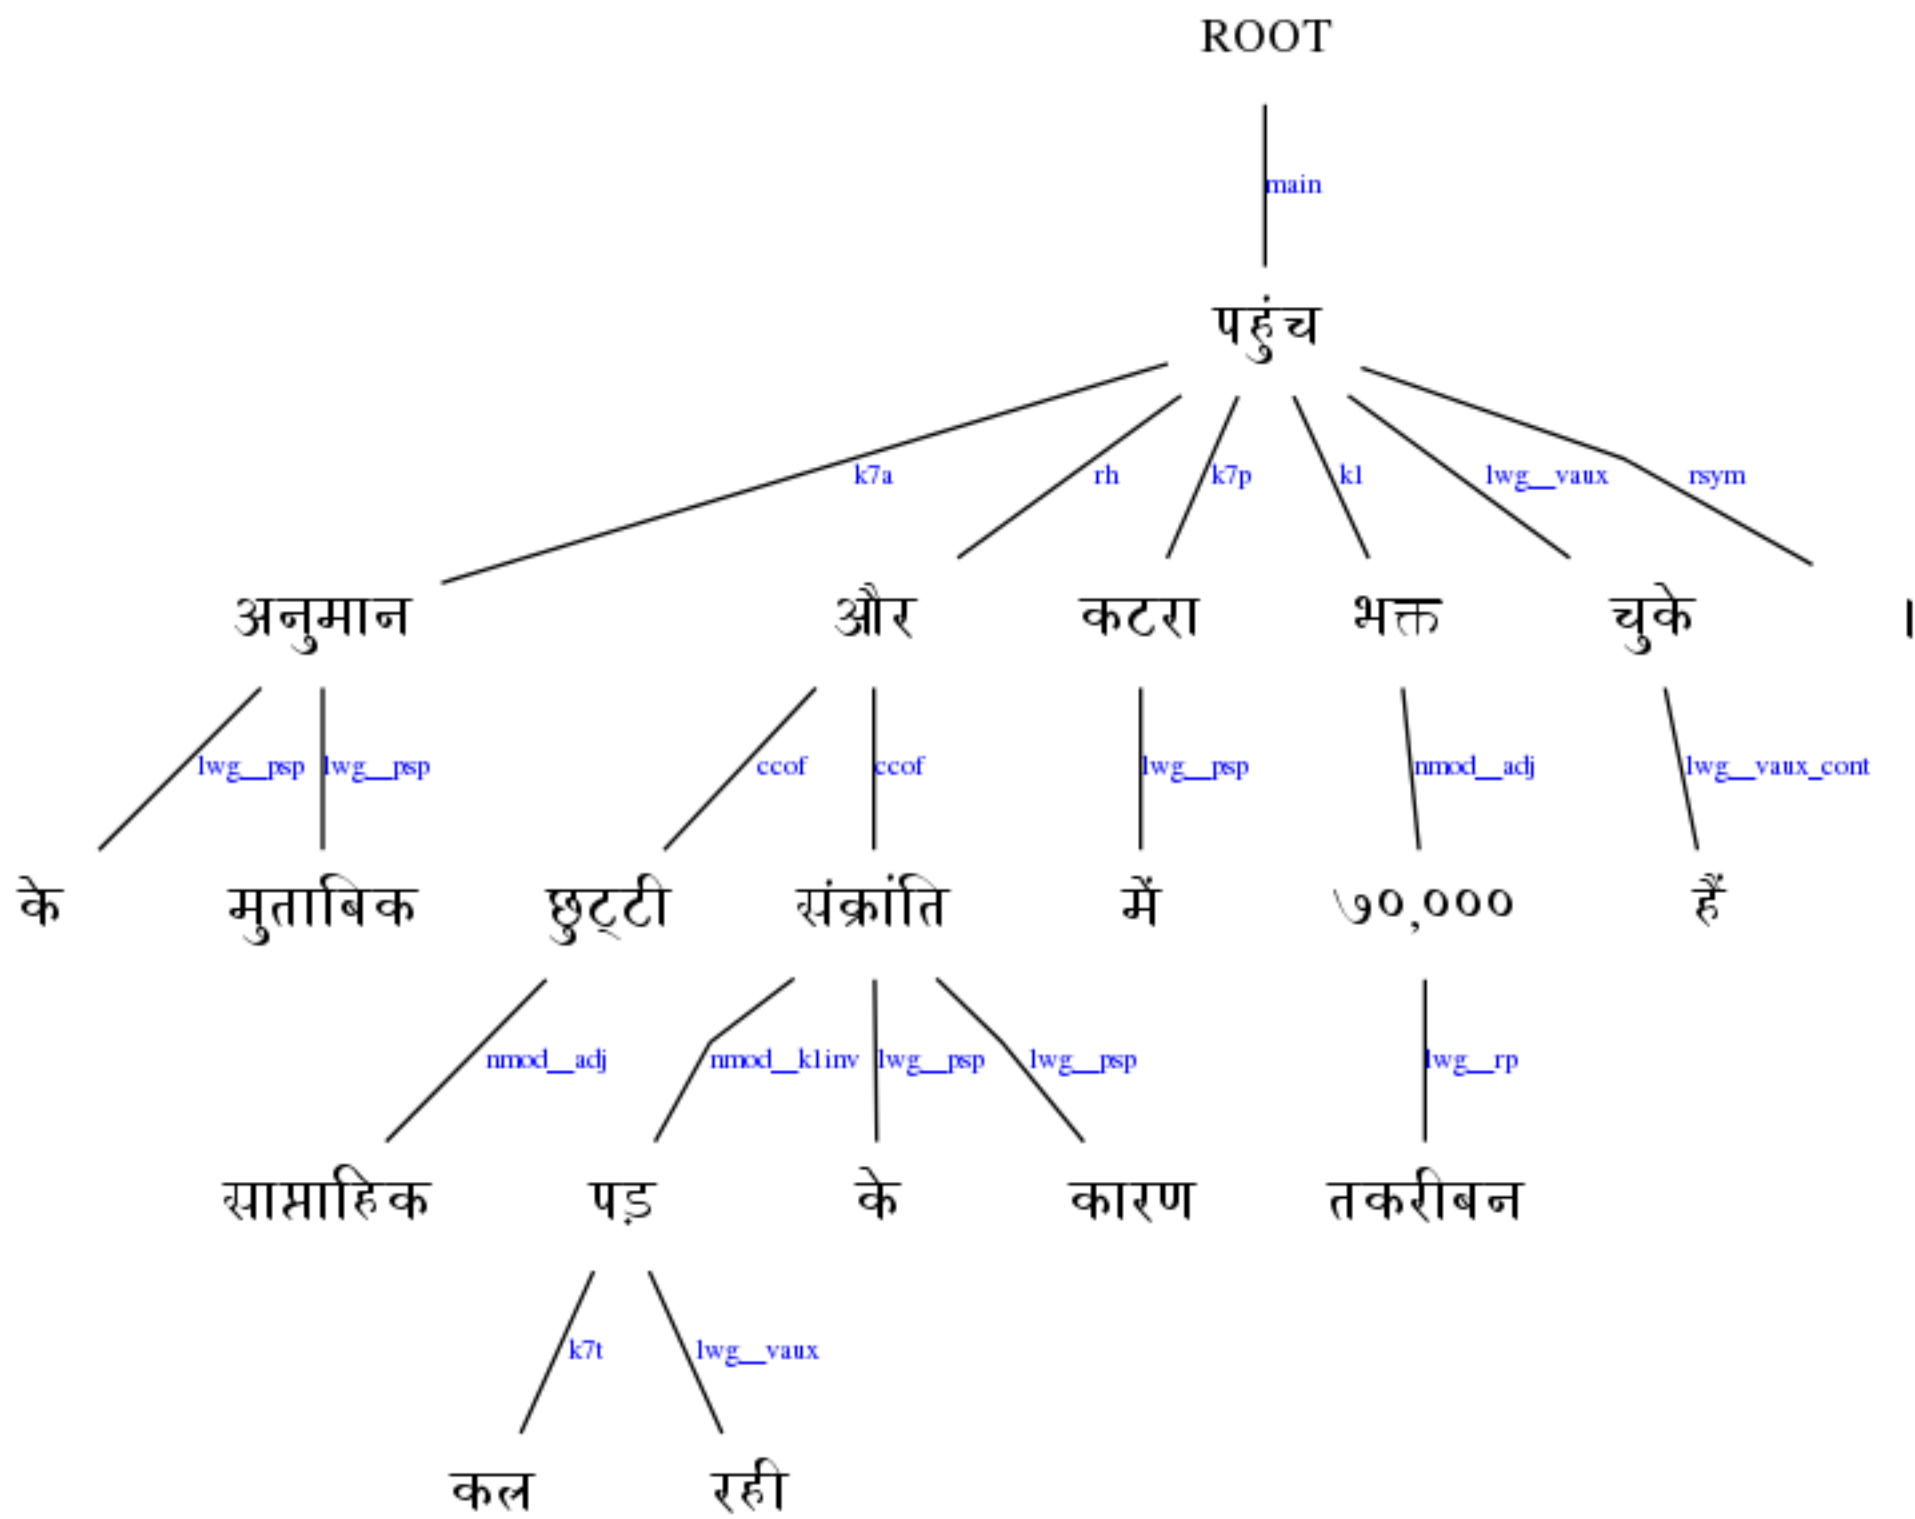 ROOT
main
पहुंच
k7a rh k7p k1 lwg__vaux rsym
अनुमान और कटरा भक्त चुके ।
lwg__psp lwg__psp ccof ccof lwg__psp nmod__adj lwg__vaux_cont
के मुताबिक छुट्टी संक्रांति में ७०,००० हैं
nmod__adj nmod__k1inv lwg__psp lwg__psp lwg__rp
साप्ताहिक पड़ के कारण तकरीबन
k7t lwg__vaux
कल रही